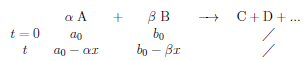 α A + β B ⟶ C + D + ...
t = 0 a₀ b₀ /
t a₀ − αx b₀ − βx /